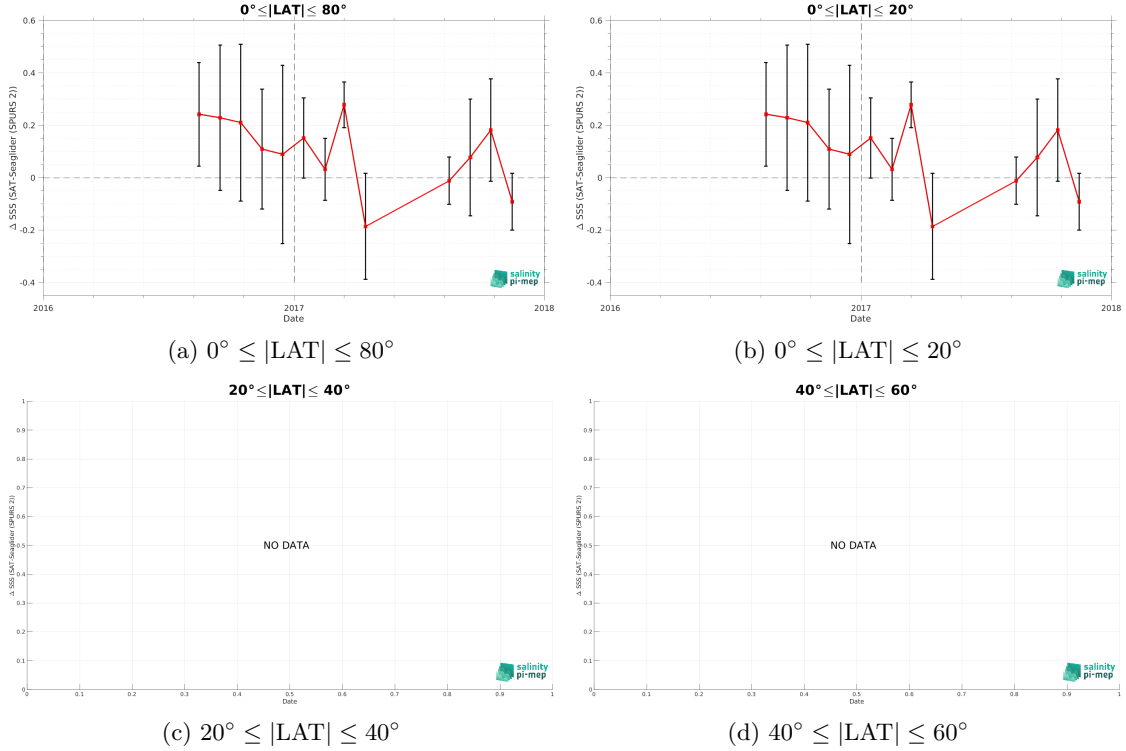 0°≤|LAT|≤ 80°
0.6
0.4
0.2
0
-0.2
-0.4
Δ SSS (SAT-Seaglider (SPURS 2))
2016
2017
2018
Date
salinity
pi-mep
(a) 0° ≤ |LAT| ≤ 80°
0°≤|LAT|≤ 20°
0.6
0.4
0.2
0
-0.2
-0.4
Δ SSS (SAT-Seaglider (SPURS 2))
2016
2017
2018
Date
salinity
pi-mep
(b) 0° ≤ |LAT| ≤ 20°
20°≤|LAT|≤ 40°
1
0.9
0.8
0.7
0.6
0.5
0.4
0.3
0.2
0.1
0
Δ SSS (SAT-Seaglider (SPURS 2))
NO DATA
0 0.1 0.2 0.3 0.4 0.5 0.6 0.7 0.8 0.9 1
Date
salinity
pi-mep
(c) 20° ≤ |LAT| ≤ 40°
40°≤|LAT|≤ 60°
1
0.9
0.8
0.7
0.6
0.5
0.4
0.3
0.2
0.1
0
Δ SSS (SAT-Seaglider (SPURS 2))
NO DATA
0 0.1 0.2 0.3 0.4 0.5 0.6 0.7 0.8 0.9 1
Date
salinity
pi-mep
(d) 40° ≤ |LAT| ≤ 60°